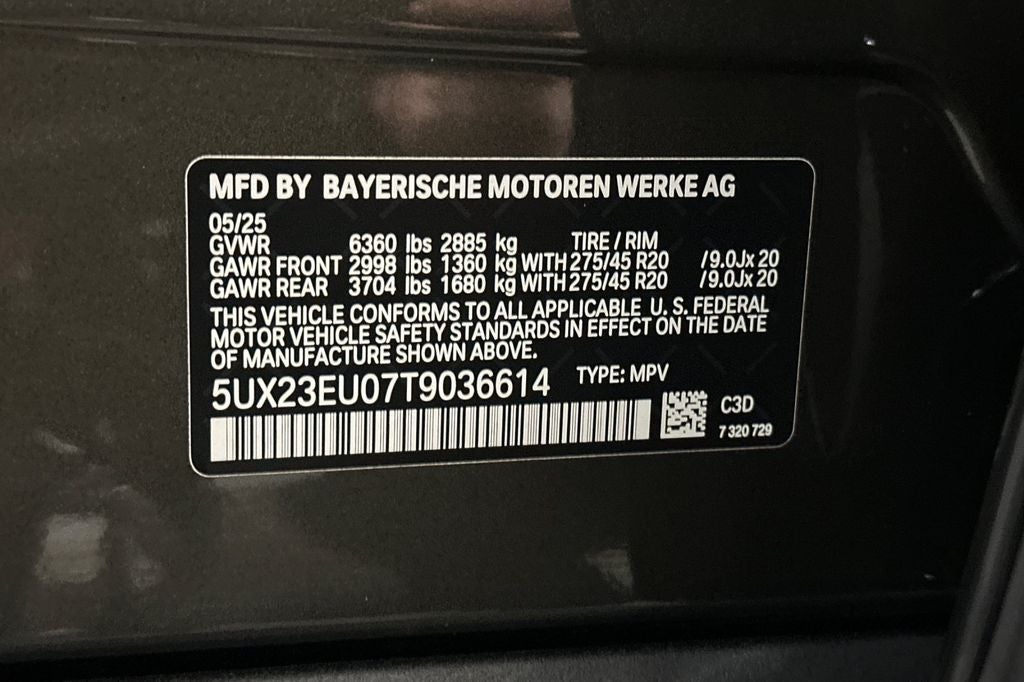 MFD BY BAYERISCHE MOTOREN WERKE AG
05/25
GVWR 6360 lbs 2885 kg TIRE / RIM
GAWR FRONT 2998 lbs 1360 kg WITH 275/45 R20 /9.0Jx 20
GAWR REAR 3704 lbs 1680 kg WITH 275/45 R20 /9.0Jx 20
THIS VEHICLE CONFORMS TO ALL APPLICABLE U. S. FEDERAL
MOTOR VEHICLE SAFETY STANDARDS IN EFFECT ON THE DATE
OF MANUFACTURE SHOWN ABOVE.
5UX23EU07T9036614 TYPE: MPV
C3D
7 320 729